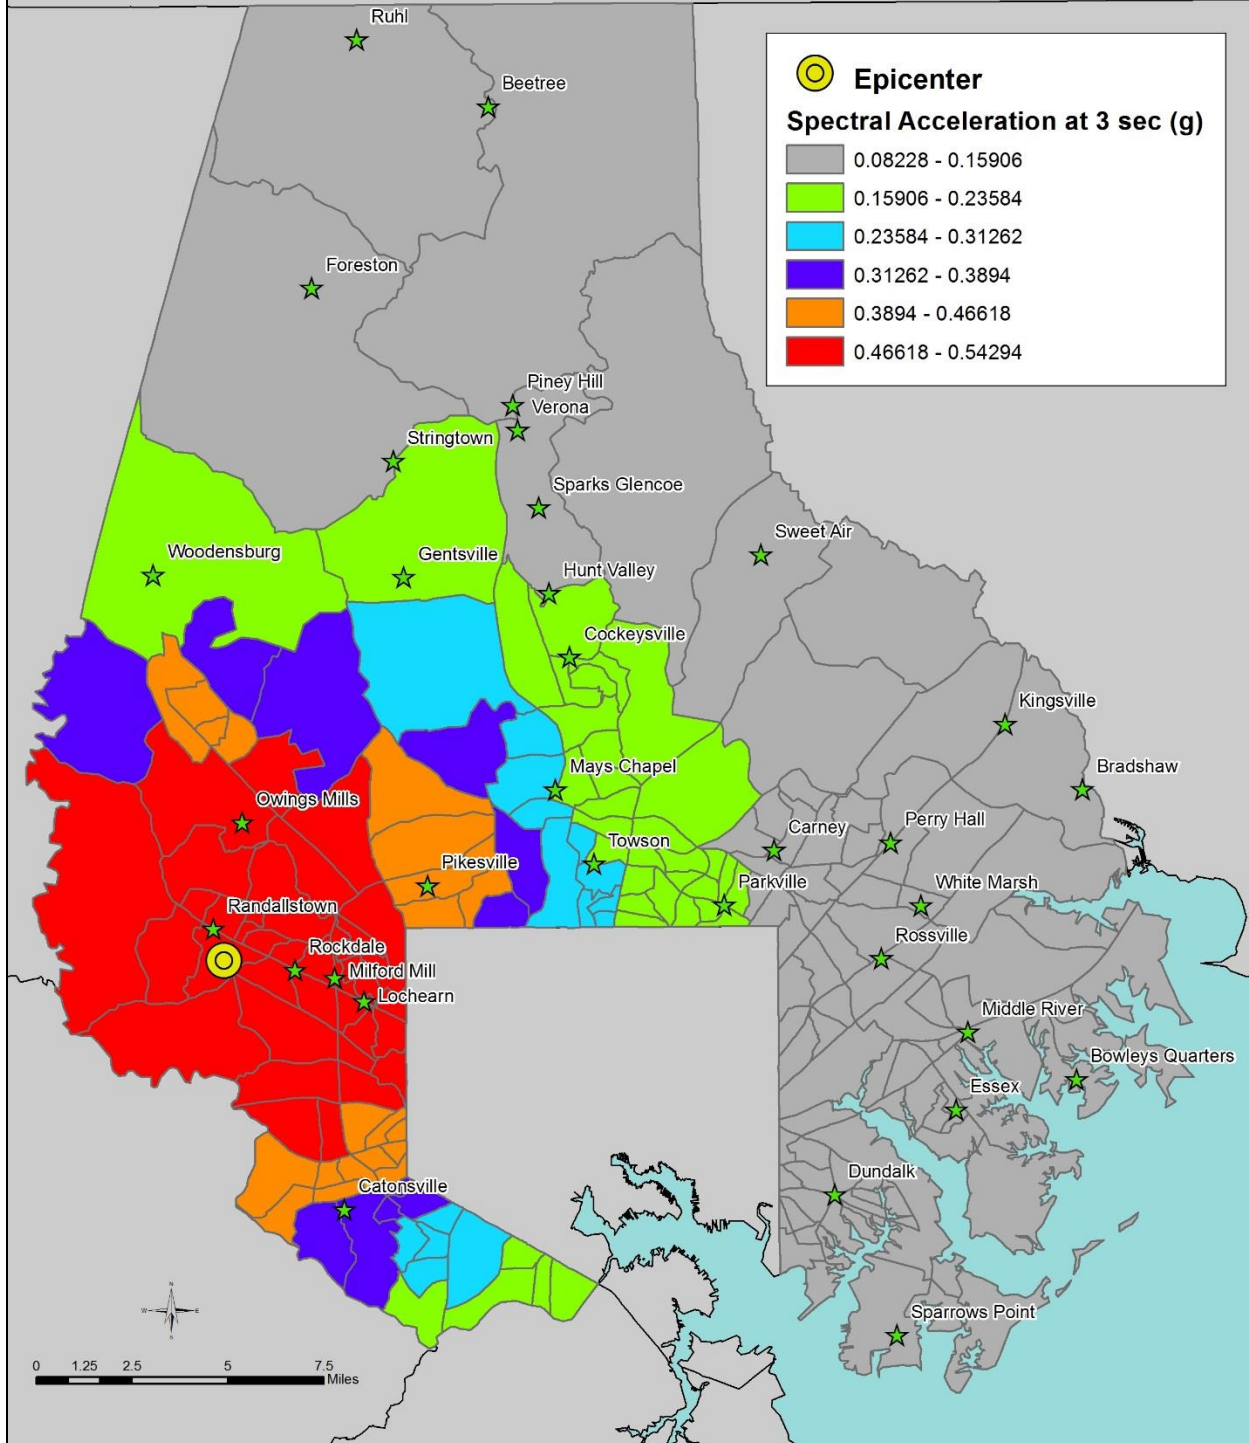 Ruhl
Beetree
Epicenter
Spectral Acceleration at 3 sec (g)
0.08228 - 0.15906
0.15906 - 0.23584
0.23584 - 0.31262
0.31262 - 0.3894
0.3894 - 0.46618
0.46618 - 0.54294
Foreston
Piney Hill
Verona
Stringtown
Sparks Glencoe
Sweet Air
Woodensburg
Gentsville
Hunt Valley
Cockeysville
Kingsville
Mays Chapel
Bradshaw
Owings Mills
Towson
Carney
Perry Hall
Pikesville
Parkville
White Marsh
Randallstown
Rossville
Rockdale
Milford Mill
Lochearn
Middle River
Bowleys Quarters
Essex
Dundalk
Catonsville
N
W E
S
Sparrows Point
0 1.25 2.5 5 7.5
Miles